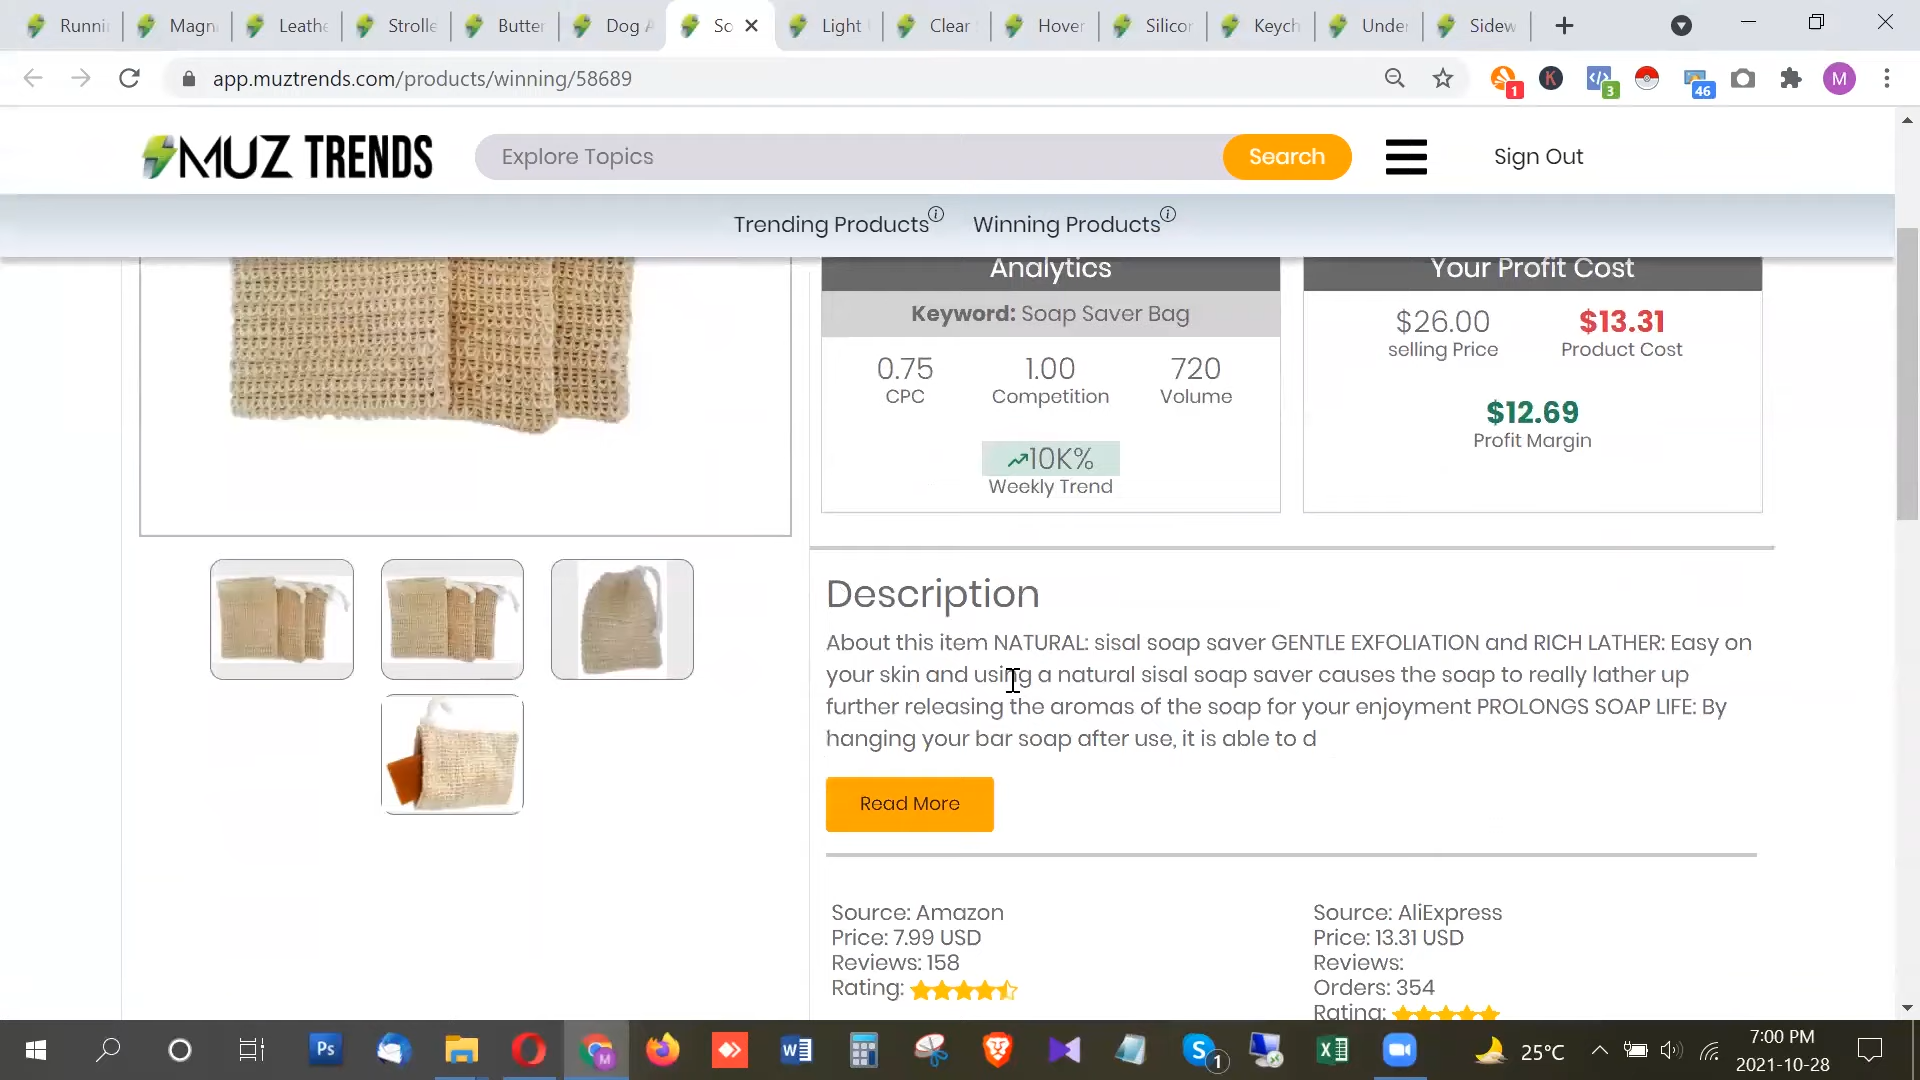 Runni
Magn
Leathe
Strolle
Butter
Dog A
So
Light
Clear
Hover
Silicor
Keych
Under
Sidew
app.muztrends.com/products/winning/58689
1
K
3
46
M
MUZ TRENDS
Explore Topics
Search
Sign Out
Trending Products
Winning Products
Analytics
Keyword: Soap Saver Bag
0.75
CPC
1.00
Competition
720
Volume
10K%
Weekly Trend
Your Profit Cost
$26.00
selling Price
$13.31
Product Cost
$12.69
Profit Margin
Description
About this item NATURAL: sisal soap saver GENTLE EXFOLIATION and RICH LATHER: Easy on
your skin and using a natural sisal soap saver causes the soap to really lather up
further releasing the aromas of the soap for your enjoyment PROLONGS SOAP LIFE: By
hanging your bar soap after use, it is able to d
Read More
Source: Amazon
Price: 7.99 USD
Reviews: 158
Rating:
Source: AliExpress
Price: 13.31 USD
Reviews:
Orders: 354
Rating:
Ps
M
W
S
1
X
25°C
7:00 PM
2021-10-28